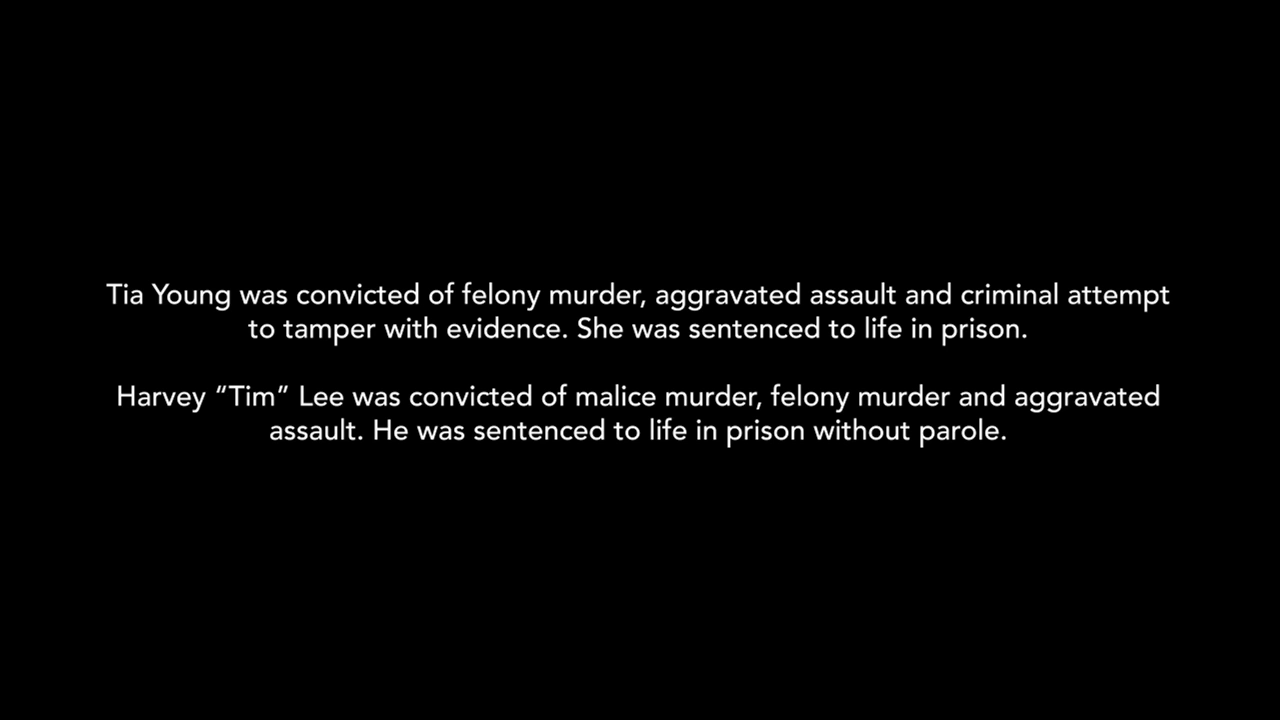 Tia Young was convicted of felony murder, aggravated assault and criminal attempt
to tamper with evidence. She was sentenced to life in prison.
Harvey “Tim” Lee was convicted of malice murder, felony murder and aggravated
assault. He was sentenced to life in prison without parole.